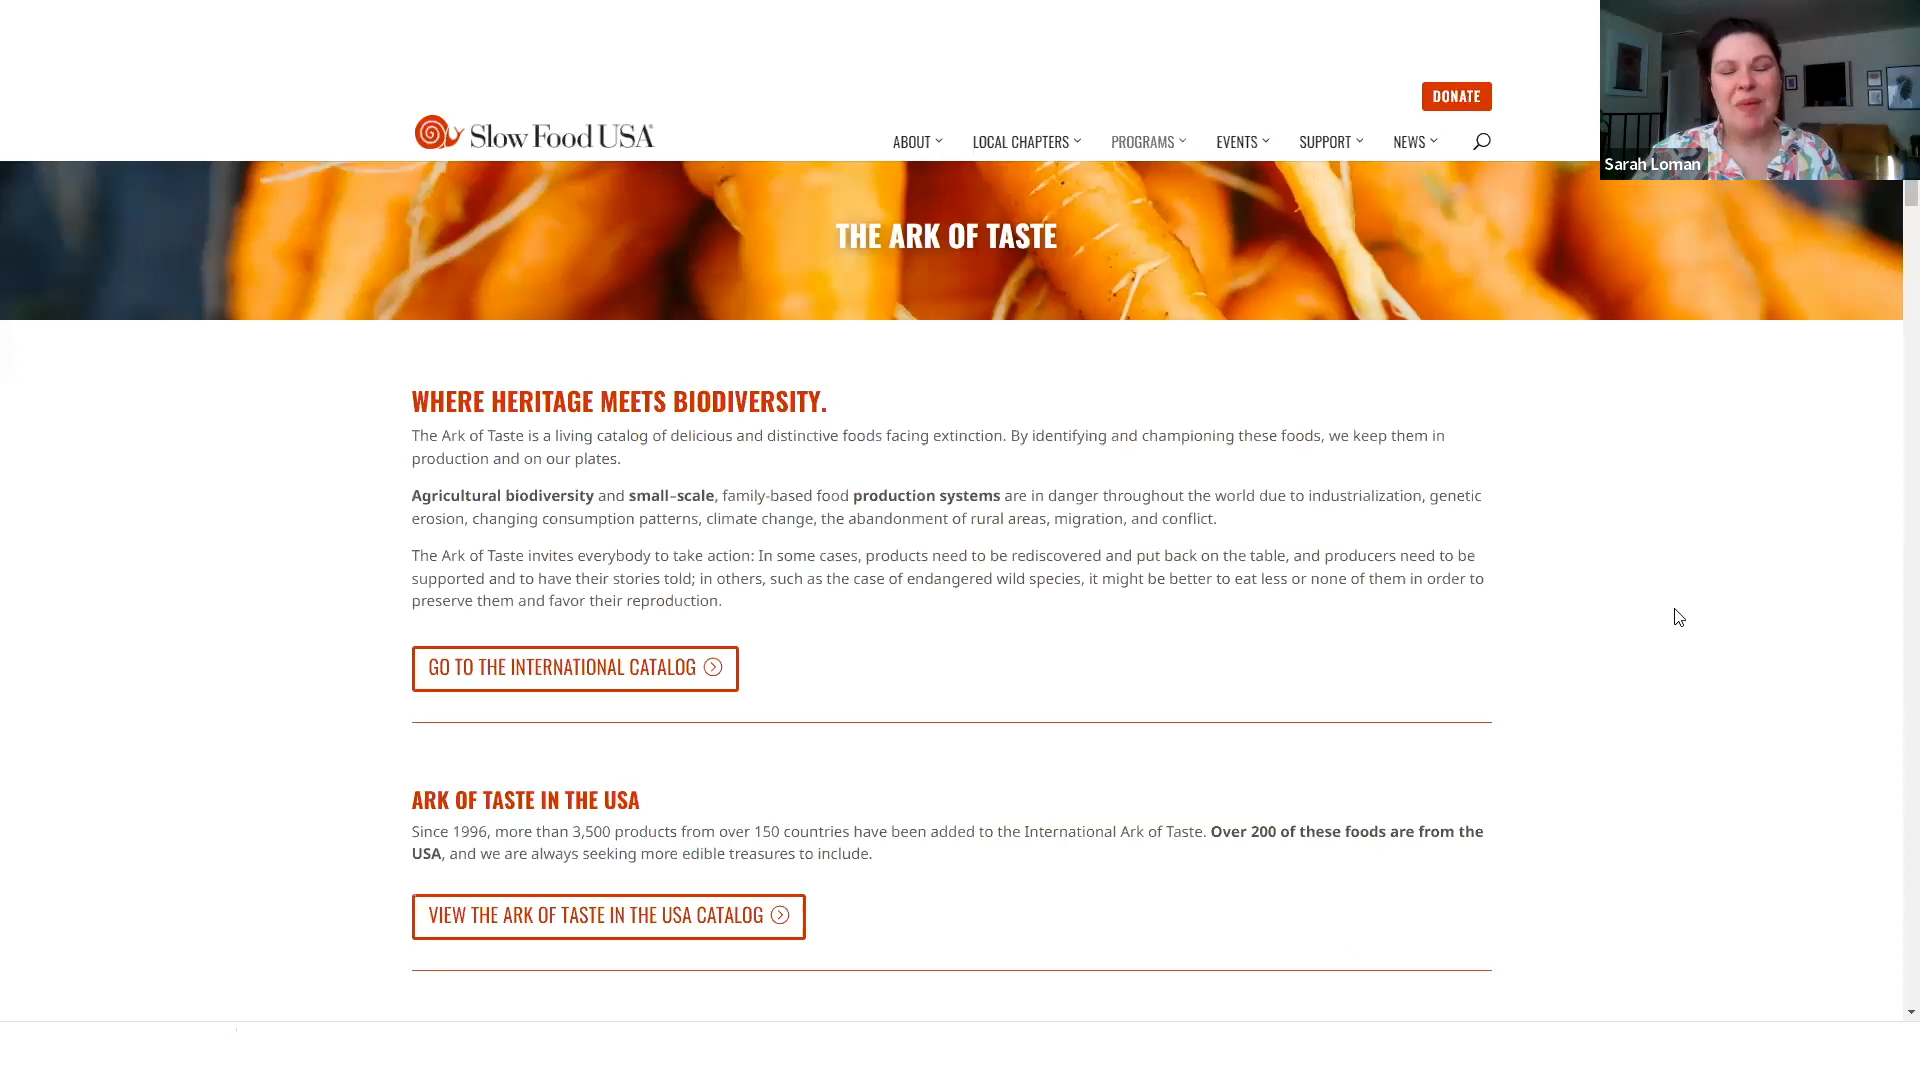 DONATE
Slow Food USA
ABOUT
LOCAL CHAPTERS
PROGRAMS
EVENTS
SUPPORT
NEWS
Sarah Loman
THE ARK OF TASTE
WHERE HERITAGE MEETS BIODIVERSITY.
The Ark of Taste is a living catalog of delicious and distinctive foods facing extinction. By identifying and championing these foods, we keep them in
production and on our plates.
Agricultural biodiversity and small–scale, family-based food production systems are in danger throughout the world due to industrialization, genetic
erosion, changing consumption patterns, climate change, the abandonment of rural areas, migration, and conflict.
The Ark of Taste invites everybody to take action: In some cases, products need to be rediscovered and put back on the table, and producers need to be
supported and to have their stories told; in others, such as the case of endangered wild species, it might be better to eat less or none of them in order to
preserve them and favor their reproduction.
GO TO THE INTERNATIONAL CATALOG
ARK OF TASTE IN THE USA
Since 1996, more than 3,500 products from over 150 countries have been added to the International Ark of Taste. Over 200 of these foods are from the
USA, and we are always seeking more edible treasures to include.
VIEW THE ARK OF TASTE IN THE USA CATALOG